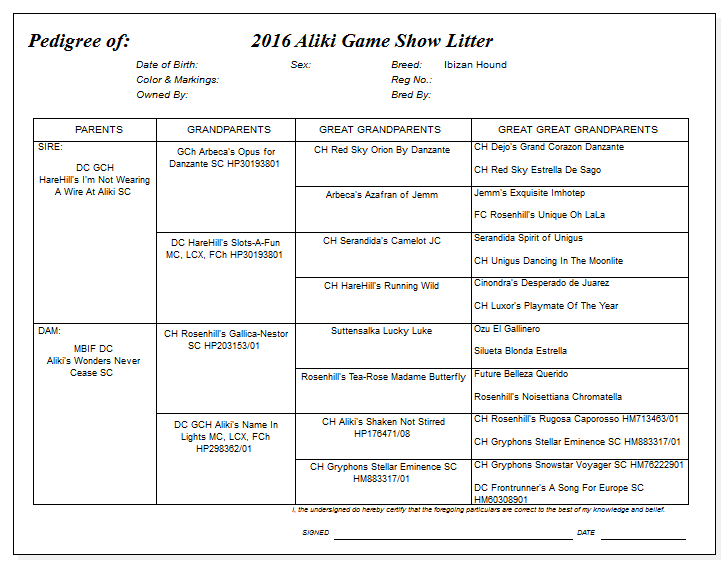 Pedigree of: 2016 Aliki Game Show Litter
Date of Birth: Sex: Breed: Ibizan Hound
Color & Markings: Reg No.:
Owned By: Bred By:
PARENTS GRANDPARENTS GREAT GRANDPARENTS GREAT GREAT GRANDPARENTS
SIRE:
DC GCH
HareHill's I'm Not Wearing
A Wire At Aliki SC
GCh Arbeca's Opus for
Danzante SC HP30193801
CH Red Sky Orion By Danzante
CH Dejo's Grand Corazon Danzante
CH Red Sky Estrella De Sago
Arbeca's Azafran of Jemm
Jemm's Exquisite Imhotep
FC Rosenhill's Unique Oh LaLa
DC HareHill's Slots-A-Fun
MC, LCX, FCh HP30193801
CH Serandida's Camelot JC
Serandida Spirit of Unigus
CH Unigus Dancing In The Moonlite
CH HareHill's Running Wild
Cinondra's Desperado de Juarez
CH Luxor's Playmate Of The Year
DAM:
MBIF DC
Aliki's Wonders Never
Cease SC
CH Rosenhill's Gallica-Nestor
SC HP203153/01
Suttensalka Lucky Luke
Ozu El Gallinero
Silueta Blonda Estrella
Rosenhill's Tea-Rose Madame Butterfly
Future Belleza Querido
Rosenhill's Noisettiana Chromatella
DC GCH Aliki's Name In
Lights MC, LCX, FCh
HP298362/01
CH Aliki's Shaken Not Stirred
HP176471/08
CH Rosenhill's Rugosa Caporosso HM713463/01
CH Gryphons Stellar Eminence SC HM883317/01
CH Gryphons Stellar Eminence SC
HM883317/01
CH Gryphons Snowstar Voyager SC HM76222901
DC Frontrunner's A Song For Europe SC
HM60308901
I, the undersigned do hereby certify that the foregoing particulars are correct to the best of my knowledge and belief.
SIGNED DATE